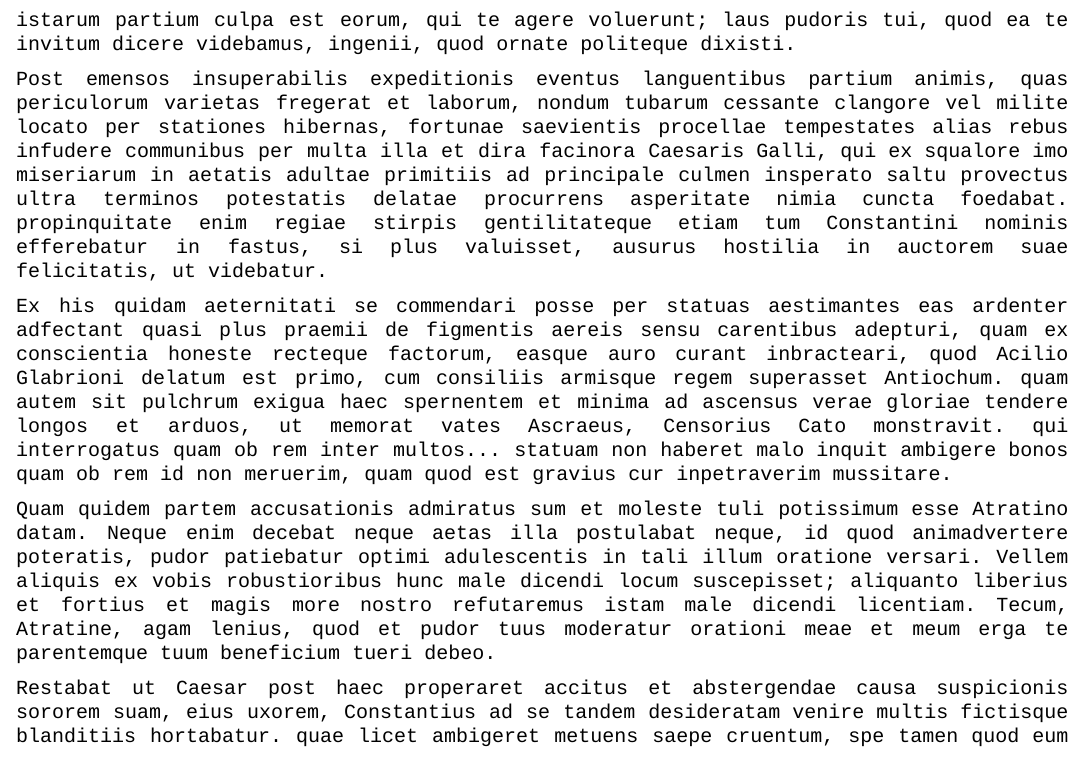 istarum partium culpa est eorum, qui te agere voluerunt; laus pudoris tui, quod ea te
invitum dicere videbamus, ingenii, quod ornate politeque dixisti.
Post emensos insuperabilis expeditionis eventus languentibus partium animis, quas
periculorum varietas fregerat et laborum, nondum tubarum cessante clangore vel milite
locato per stationes hibernas, fortunae saevientis procellae tempestates alias rebus
infudere communibus per multa illa et dira facinora Caesaris Galli, qui ex squalore imo
miseriarum in aetatis adultae primitiis ad principale culmen insperato saltu provectus
ultra terminos potestatis delatae procurrens asperitate nimia cuncta foedabat.
propinquitate enim regiae stirpis gentilitateque etiam tum Constantini nominis
efferebatur in fastus, si plus valuisset, ausurus hostilia in auctorem suae
felicitatis, ut videbatur.
Ex his quidam aeternitati se commendari posse per statuas aestimantes eas ardenter
adfectant quasi plus praemii de figmentis aereis sensu carentibus adepturi, quam ex
conscientia honeste recteque factorum, easque auro curant inbracteari, quod Acilio
Glabrioni delatum est primo, cum consiliis armisque regem superasset Antiochum. quam
autem sit pulchrum exigua haec spernentem et minima ad ascensus verae gloriae tendere
longos et arduos, ut memorat vates Ascraeus, Censorius Cato monstravit. qui
interrogatus quam ob rem inter multos... statuam non haberet malo inquit ambigere bonos
quam ob rem id non meruerim, quam quod est gravius cur inpetraverim mussitare.
Quam quidem partem accusationis admiratus sum et moleste tuli potissimum esse Atratino
datam. Neque enim decebat neque aetas illa postulabat neque, id quod animadvertere
poteratis, pudor patiebatur optimi adulescentis in tali illum oratione versari. Vellem
aliquis ex vobis robustioribus hunc male dicendi locum suscepisset; aliquanto liberius
et fortius et magis more nostro refutaremus istam male dicendi licentiam. Tecum,
Atratine, agam lenius, quod et pudor tuus moderatur orationi meae et meum erga te
parentemque tuum beneficium tueri debeo.
Restabat ut Caesar post haec properaret accitus et abstergendae causa suspicionis
sororem suam, eius uxorem, Constantius ad se tandem desideratam venire multis fictisque
blanditiis hortabatur. quae licet ambigeret metuens saepe cruentum, spe tamen quod eum